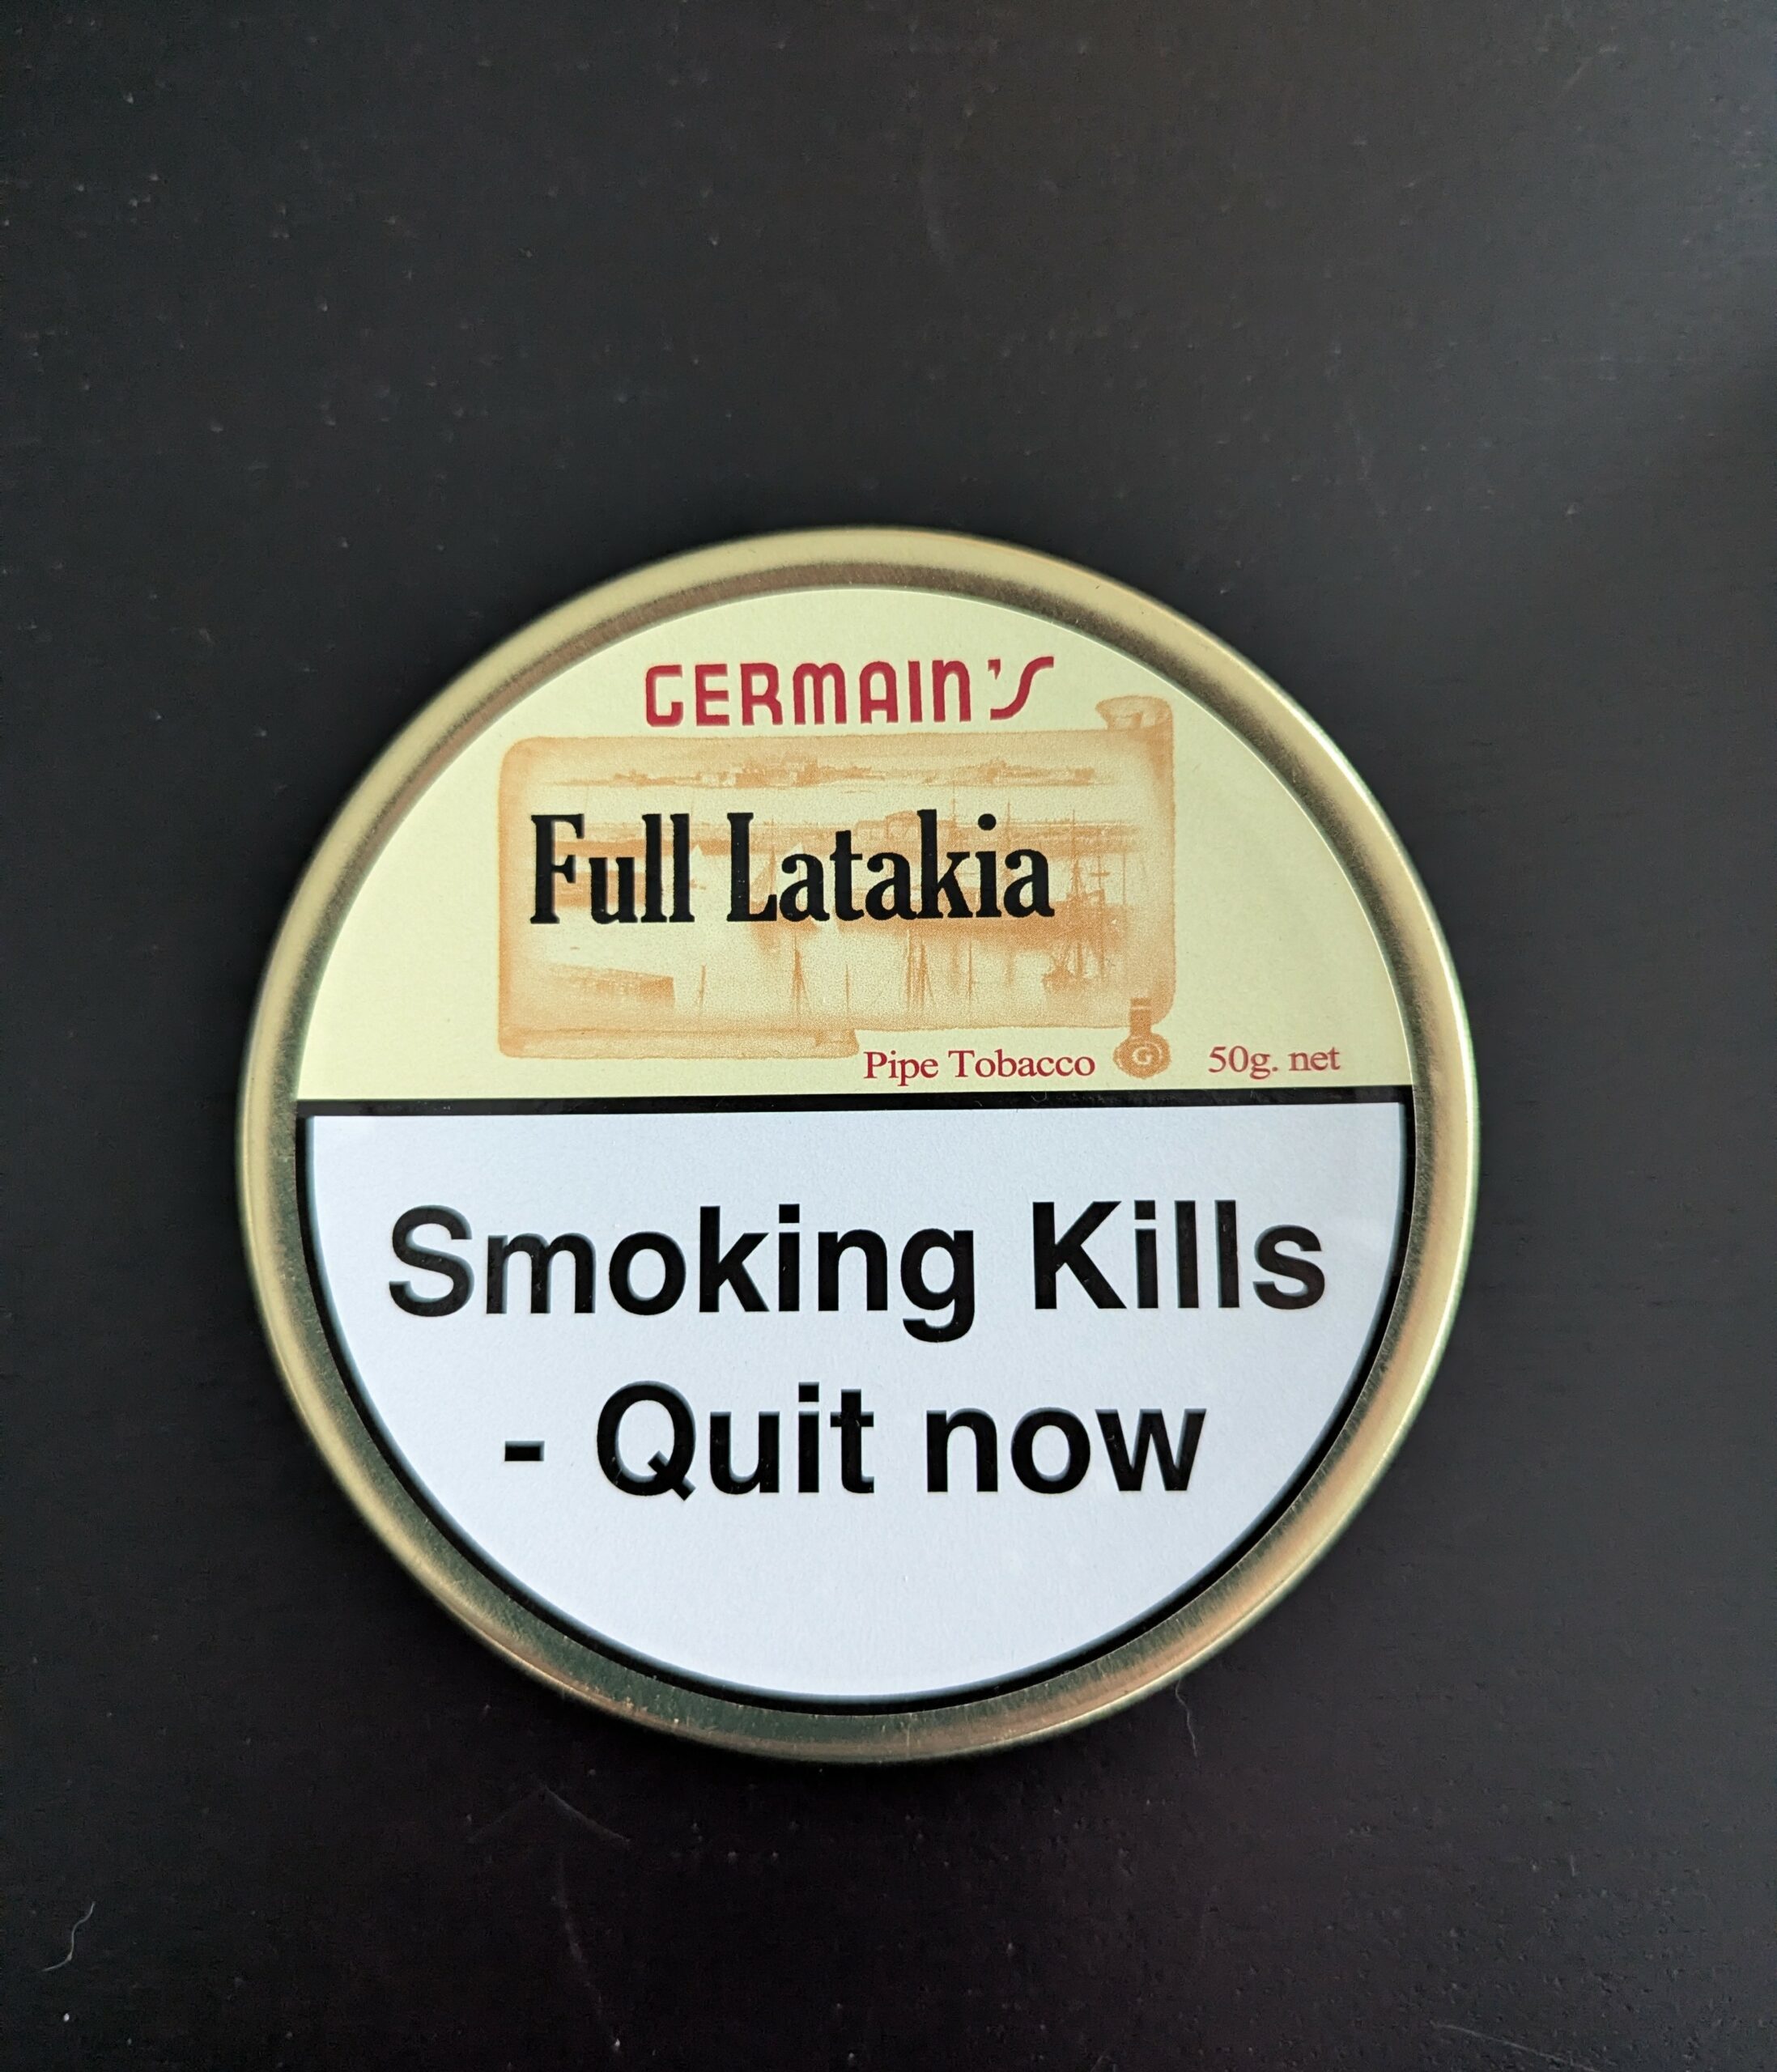 GERMAIN'S
Full Latakia
Pipe Tobacco G 50g. net
Smoking Kills
- Quit now